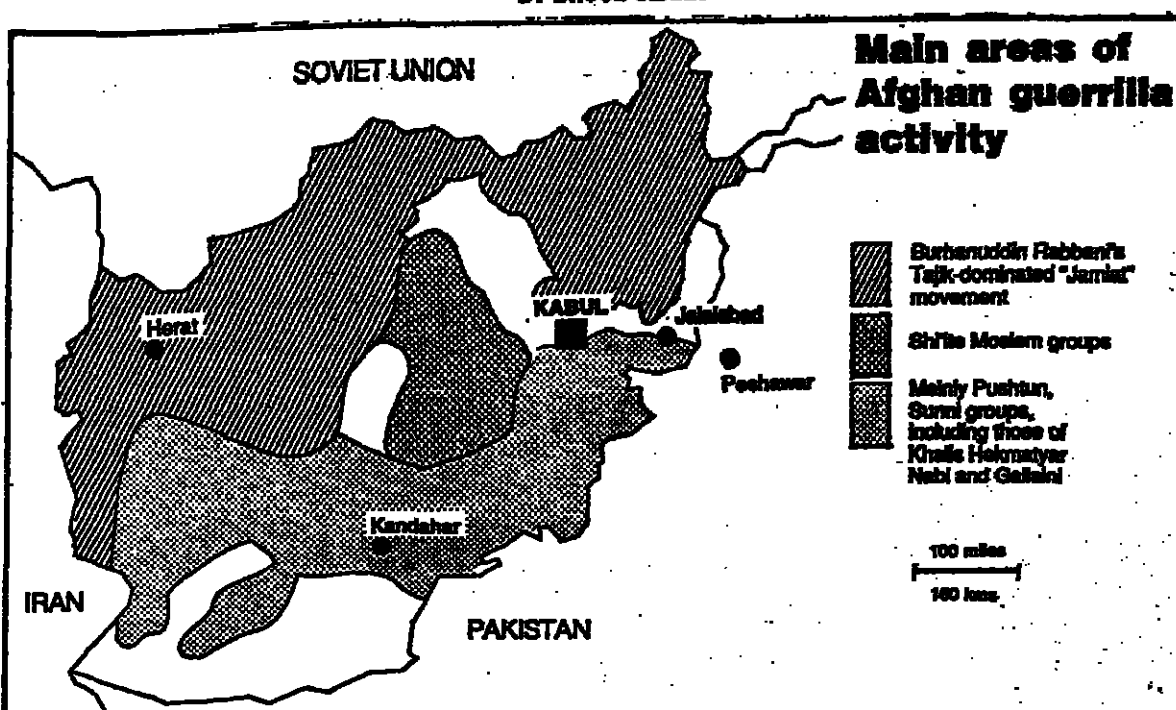 Main areas of
Afghan guerrilla
activity
SOVIET UNION
Burhanuddin Rabbani's
Tajik-dominated "Jamiat"
movement
Shi'ite Moslem groups
Mainly Pushtun,
Sunni groups,
including those of
Khalis Hekmatyar
Nabi and Gailaini
Herat
KABUL
Jalalabad
Peshawar
Kandahar
100 miles
160 kms
IRAN
PAKISTAN